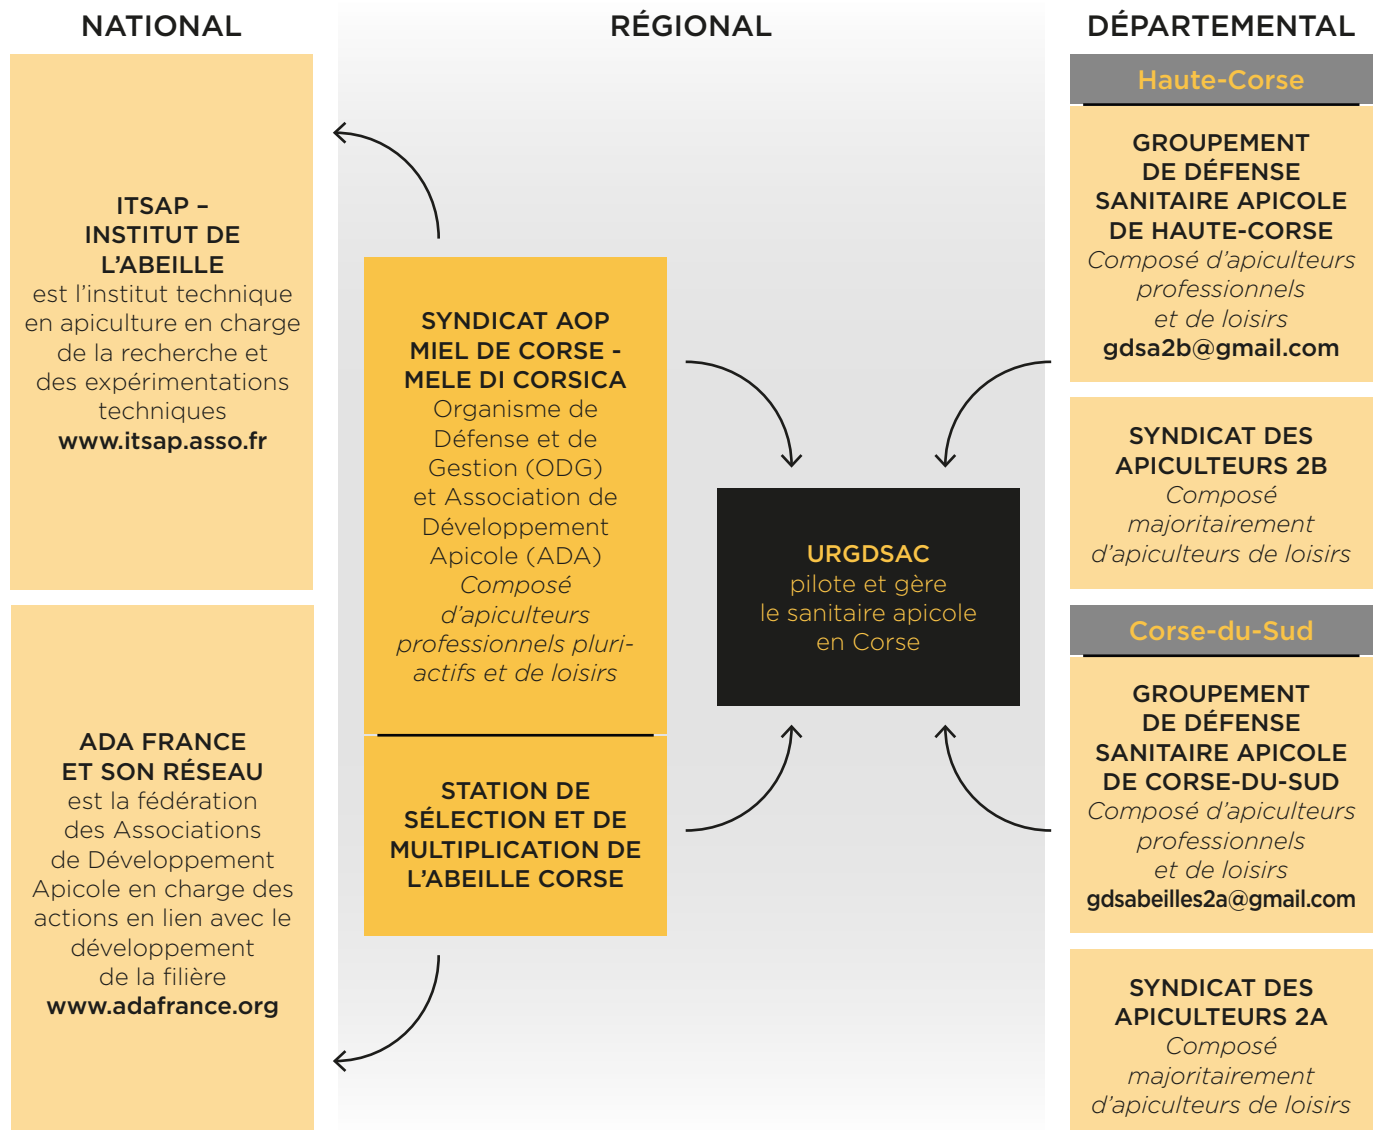 NATIONAL
ITSAP –
INSTITUT DE
L’ABEILLE
est l’institut technique
en apiculture en charge
de la recherche et
des expérimentations
techniques
www.itsap.asso.fr
ADA FRANCE
ET SON RÉSEAU
est la fédération
des Associations
de Développement
Apicole en charge des
actions en lien avec le
développement
de la filière
www.adafrance.org
RÉGIONAL
SYNDICAT AOP
MIEL DE CORSE -
MELE DI CORSICA
Organisme de
Défense et de
Gestion (ODG)
et Association de
Développement
Apicole (ADA)
Composé
d’apiculteurs
professionnels pluri-
actifs et de loisirs
STATION DE
SÉLECTION ET DE
MULTIPLICATION DE
L’ABEILLE CORSE
URGDSAC
pilote et gère
le sanitaire apicole
en Corse
DÉPARTEMENTAL
Haute-Corse
GROUPEMENT
DE DÉFENSE
SANITAIRE APICOLE
DE HAUTE-CORSE
Composé d’apiculteurs
professionnels
et de loisirs
gdsa2b@gmail.com
SYNDICAT DES
APICULTEURS 2B
Composé
majoritairement
d’apiculteurs de loisirs
Corse-du-Sud
GROUPEMENT
DE DÉFENSE
SANITAIRE APICOLE
DE CORSE-DU-SUD
Composé d’apiculteurs
professionnels
et de loisirs
gdsabeilles2a@gmail.com
SYNDICAT DES
APICULTEURS 2A
Composé
majoritairement
d’apiculteurs de loisirs